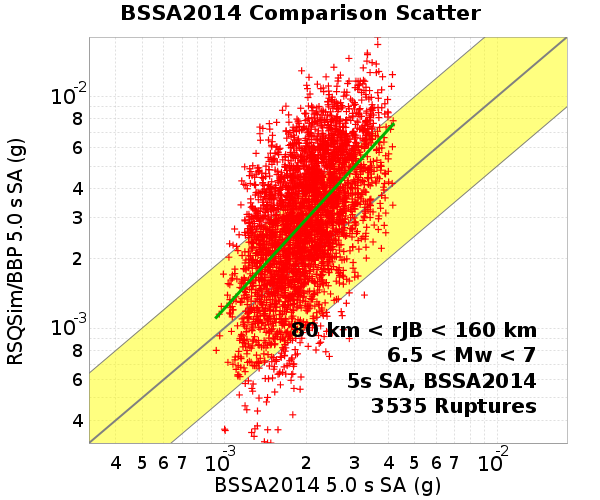 BSSA2014 Comparison Scatter
RSQSim/BBP 5.0 s SA (g)
10-2
8
6
4
3
2
10-3
8
6
4
80 km < rJB < 160 km
6.5 < Mw < 7
5s SA, BSSA2014
3535 Ruptures
4 5 6 7 10-3 2 3 4 5 6 7 10-2
BSSA2014 5.0 s SA (g)